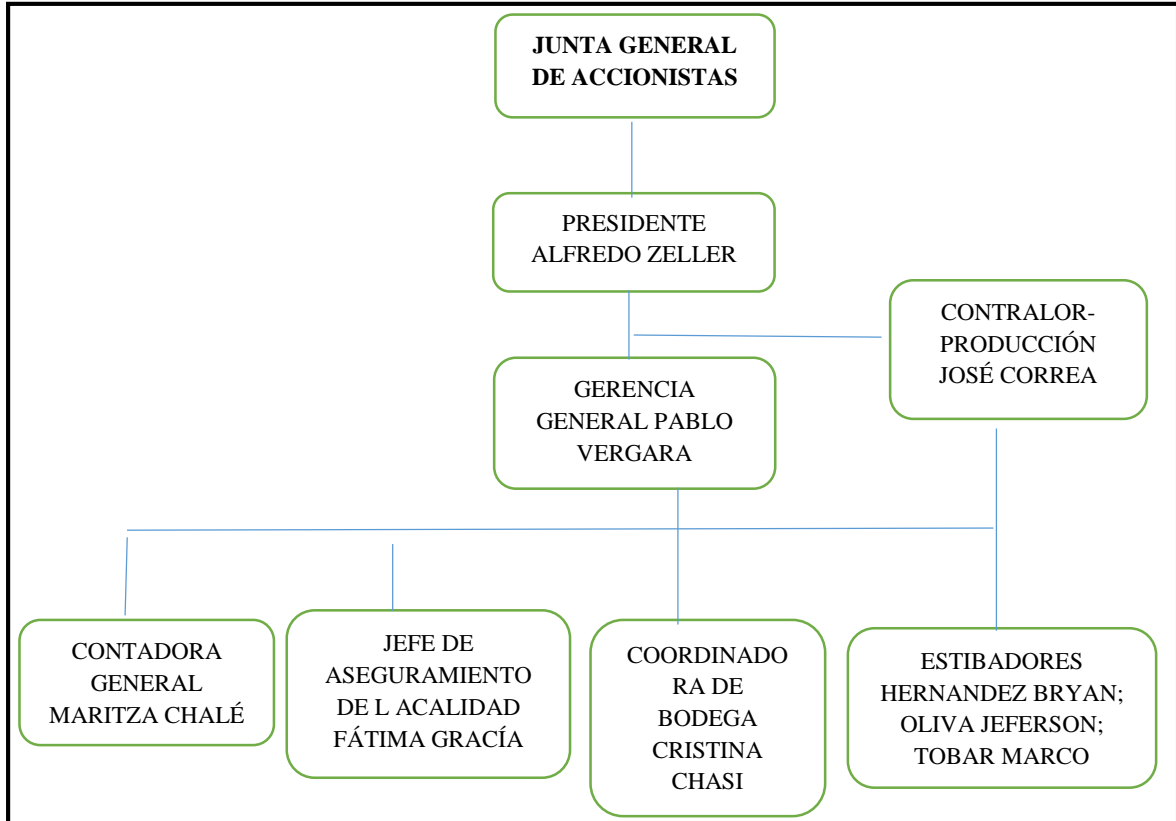 JUNTA GENERAL
DE ACCIONISTAS
PRESIDENTE
ALFREDO ZELLER
CONTRALOR-
PRODUCCIÓN
JOSÉ CORREA
GERENCIA
GENERAL PABLO
VERGARA
CONTADORA
GENERAL
MARITZA CHALÉ
JEFE DE
ASEGURAMIENTO
DE L ACALIDAD
FÁTIMA GRACÍA
COORDINADO
RA DE
BODEGA
CRISTINA
CHASI
ESTIBADORES
HERNANDEZ BRYAN;
OLIVA JEFERSON;
TOBAR MARCO